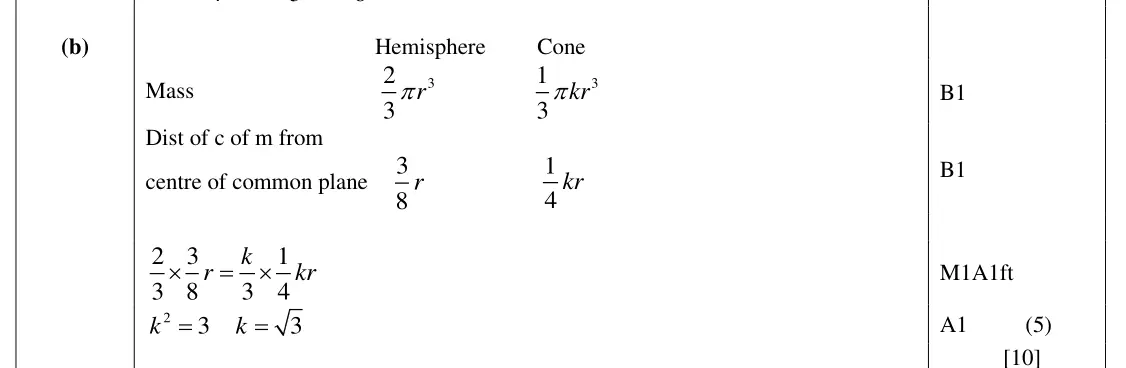 (b) Hemisphere Cone
Mass 2/3 πr³ 1/3 πkr³ B1
Dist of c of m from
centre of common plane 3/8 r 1/4 kr B1
2/3 × 3/8 r = k/3 × 1/4 kr M1A1ft
k² = 3 k = √3 A1 (5)
[10]